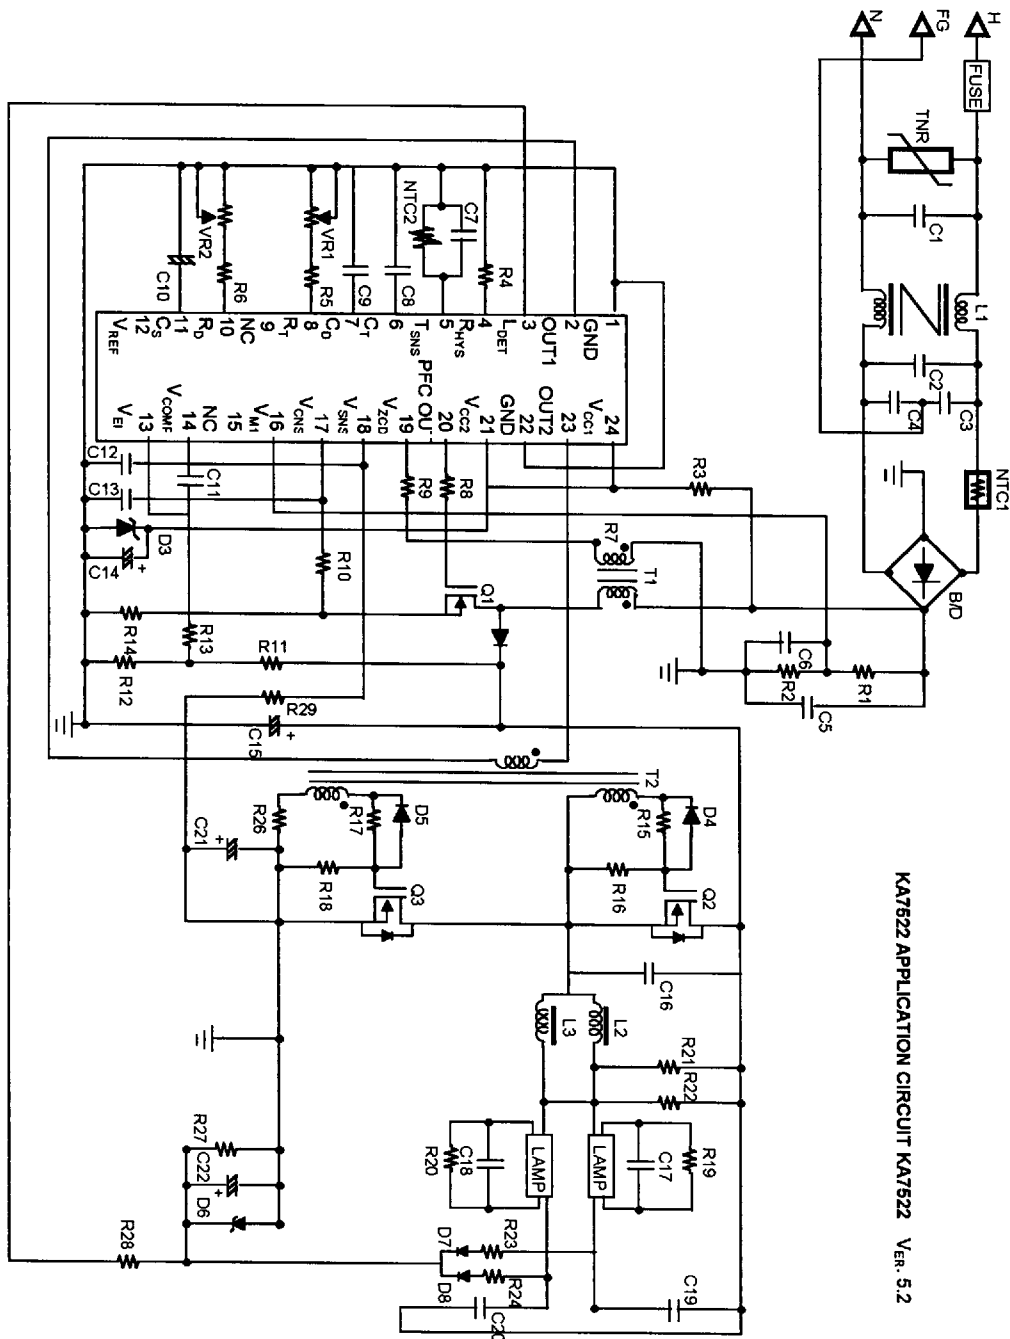 KA7522 APPLICATION CIRCUIT KA7522 VER. 5.2
H
FG
N
FUSE
TNR
C1
L1
C2
C3
C4
NTC1
B/D
R1
R2
C6
C5
R3
R7
T1
Q1
R4
C7
NTC2
C8
C9
R5
VR1
R6
VR2
C10
1
GND
2
OUT1
3
LDET
4
RHYS
5
TSNS
6
CT
7
CD
8
RT
9
NC
10
RD
11
CS
12
VREF
VCC1
24
OUT2
23
GND
22
VCC2
21
PFC OUT
20
VZCD
19
VSNS
18
VCNS
17
VM1
16
NC
15
VCOMP
14
VEI
13
R8
R9
C11
C12
C13
D3
C14
+
R10
R14
R13
R12
R11
R29
C15
+
T2
D4
R15
R16
Q2
D5
R17
R18
Q3
R26
C21
+
C16
L2
L3
R21
R22
LAMP
C17
R19
LAMP
C18
R20
R23
R24
D7
D8
C19
C20
R27
C22
+
D6
R28